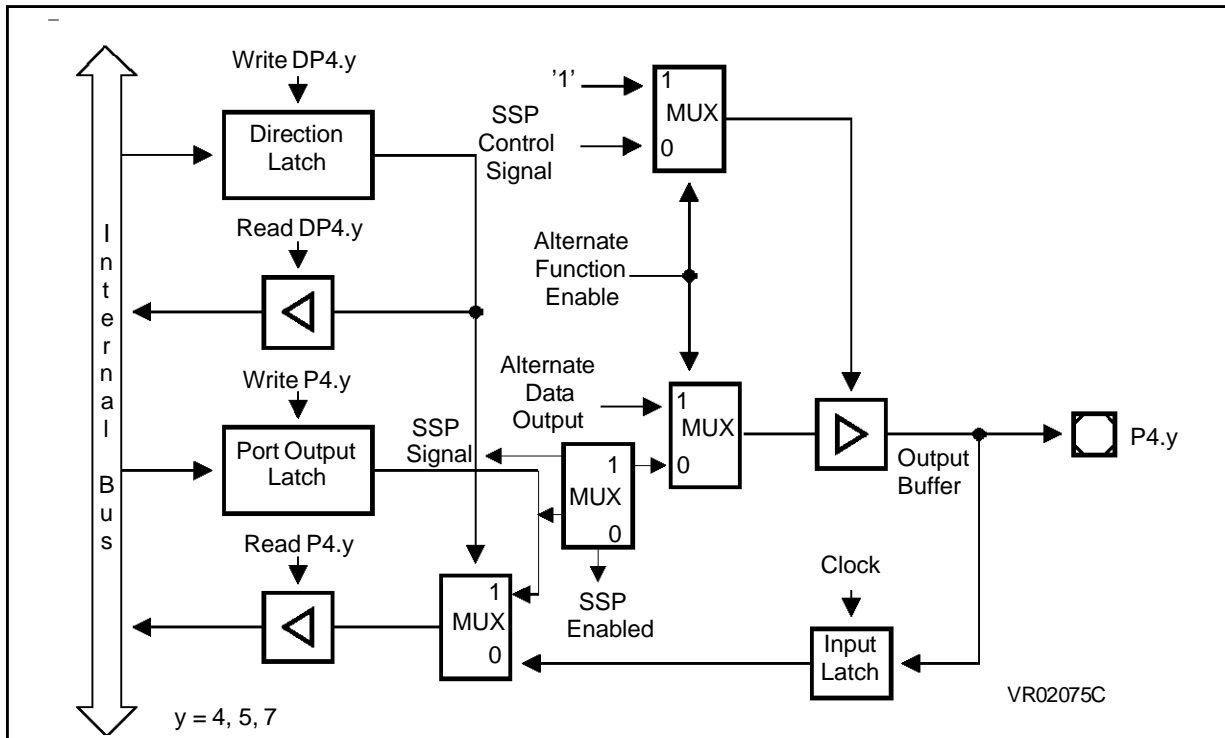 Write DP4.y
Direction
Latch
Read DP4.y
Internal Bus
Write P4.y
Port Output
Latch
Read P4.y
y = 4, 5, 7
'1'
SSP
Control
Signal
1
MUX
0
Alternate
Function
Enable
Alternate
Data
Output
1
MUX
0
SSP
Signal
1
MUX
0
SSP
Enabled
1
MUX
0
Output
Buffer
P4.y
Clock
Input
Latch
VR02075C